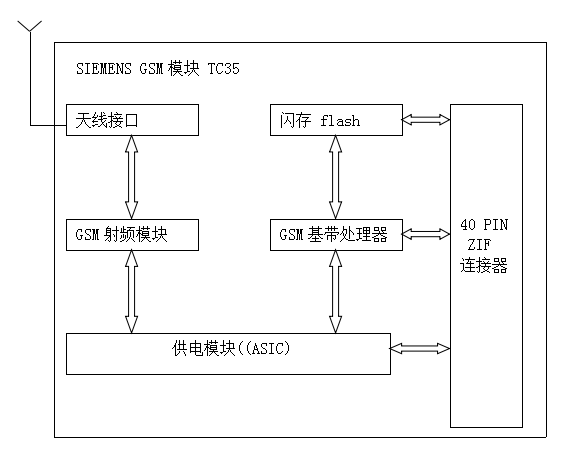 SIEMENS GSM 模块 TC35
天线接口
闪存 flash
GSM 射频模块
GSM 基带处理器
40 PIN
ZIF
连接器
供电模块((ASIC)